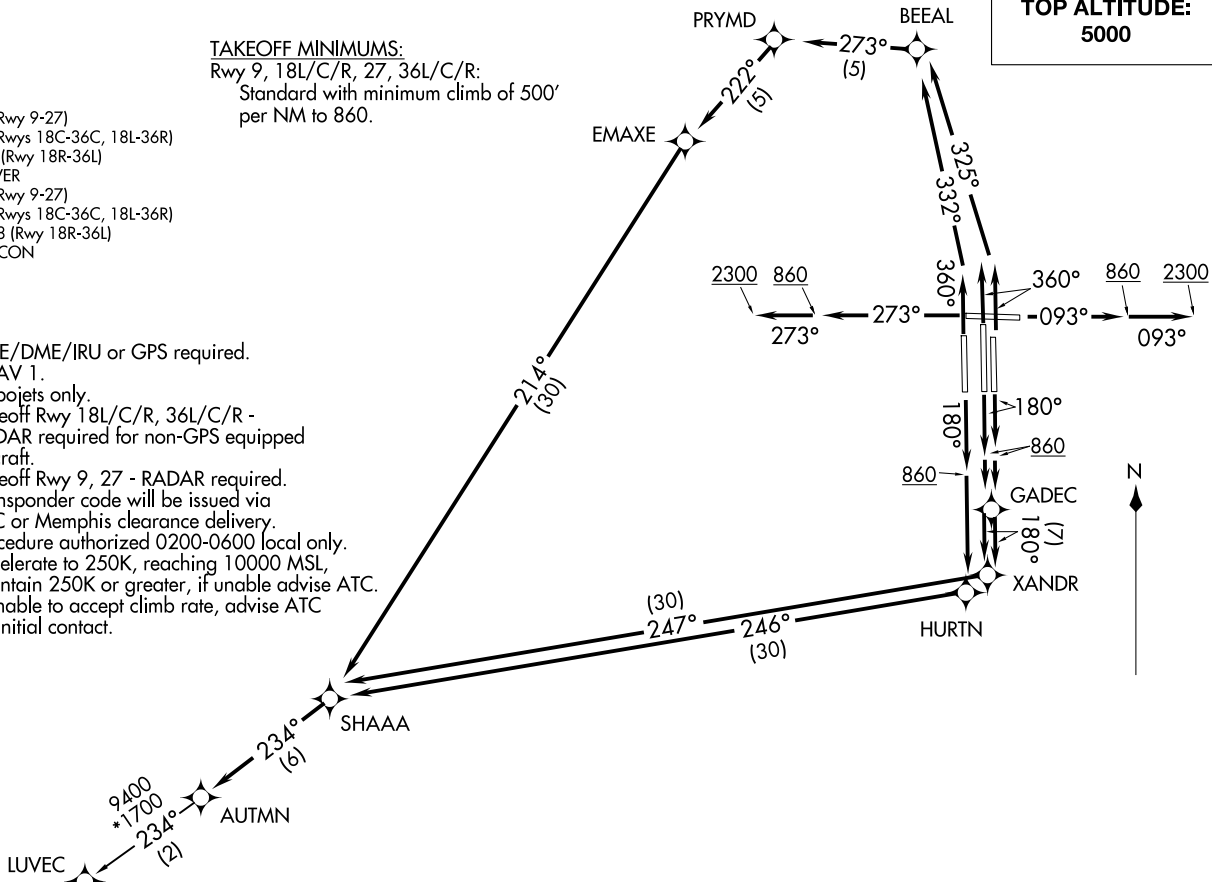 TOP ALTITUDE:
5000
TAKEOFF MINIMUMS:
Rwy 9, 18L/C/R, 27, 36L/C/R:
Standard with minimum climb of 500'
per NM to 860.
Rwy 9-27)
Rwys 18C-36C, 18L-36R)
(Rwy 18R-36L)
VER
Rwy 9-27)
Rwys 18C-36C, 18L-36R)
3 (Rwy 18R-36L)
CON
E/DME/IRU or GPS required.
AV 1.
bojets only.
eoff Rwy 18L/C/R, 36L/C/R -
DAR required for non-GPS equipped
raft.
eoff Rwy 9, 27 - RADAR required.
nsponder code will be issued via
C or Memphis clearance delivery.
cedure authorized 0200-0600 local only.
elerate to 250K, reaching 10000 MSL,
ntain 250K or greater, if unable advise ATC.
nable to accept climb rate, advise ATC
nitial contact.
PRYMD
BEEAL
273°
(5)
222°
(5)
EMAXE
325°
332°
214°
(30)
2300
860
273°
273°
360°
360°
860
2300
093°
093°
180°
180°
860
860
GADEC
(7)
180°
XANDR
HURTN
N
(30)
247°
246°
(30)
SHAAA
234°
(6)
AUTMN
9400
*1700
234°
(2)
LUVEC